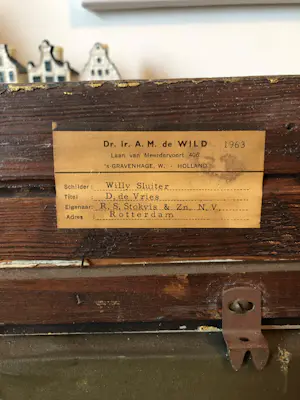 Dr. Ir. A. M. de WILD 1963
Laan van Meerdervoort
's-GRAVENHAGE, W. - HOLLAND
Schilder: Willy Sluiter
Titel D. de Vries
Eigenaar: R. S. Stokvis & Zn. N. V.
Adres Rotterdam